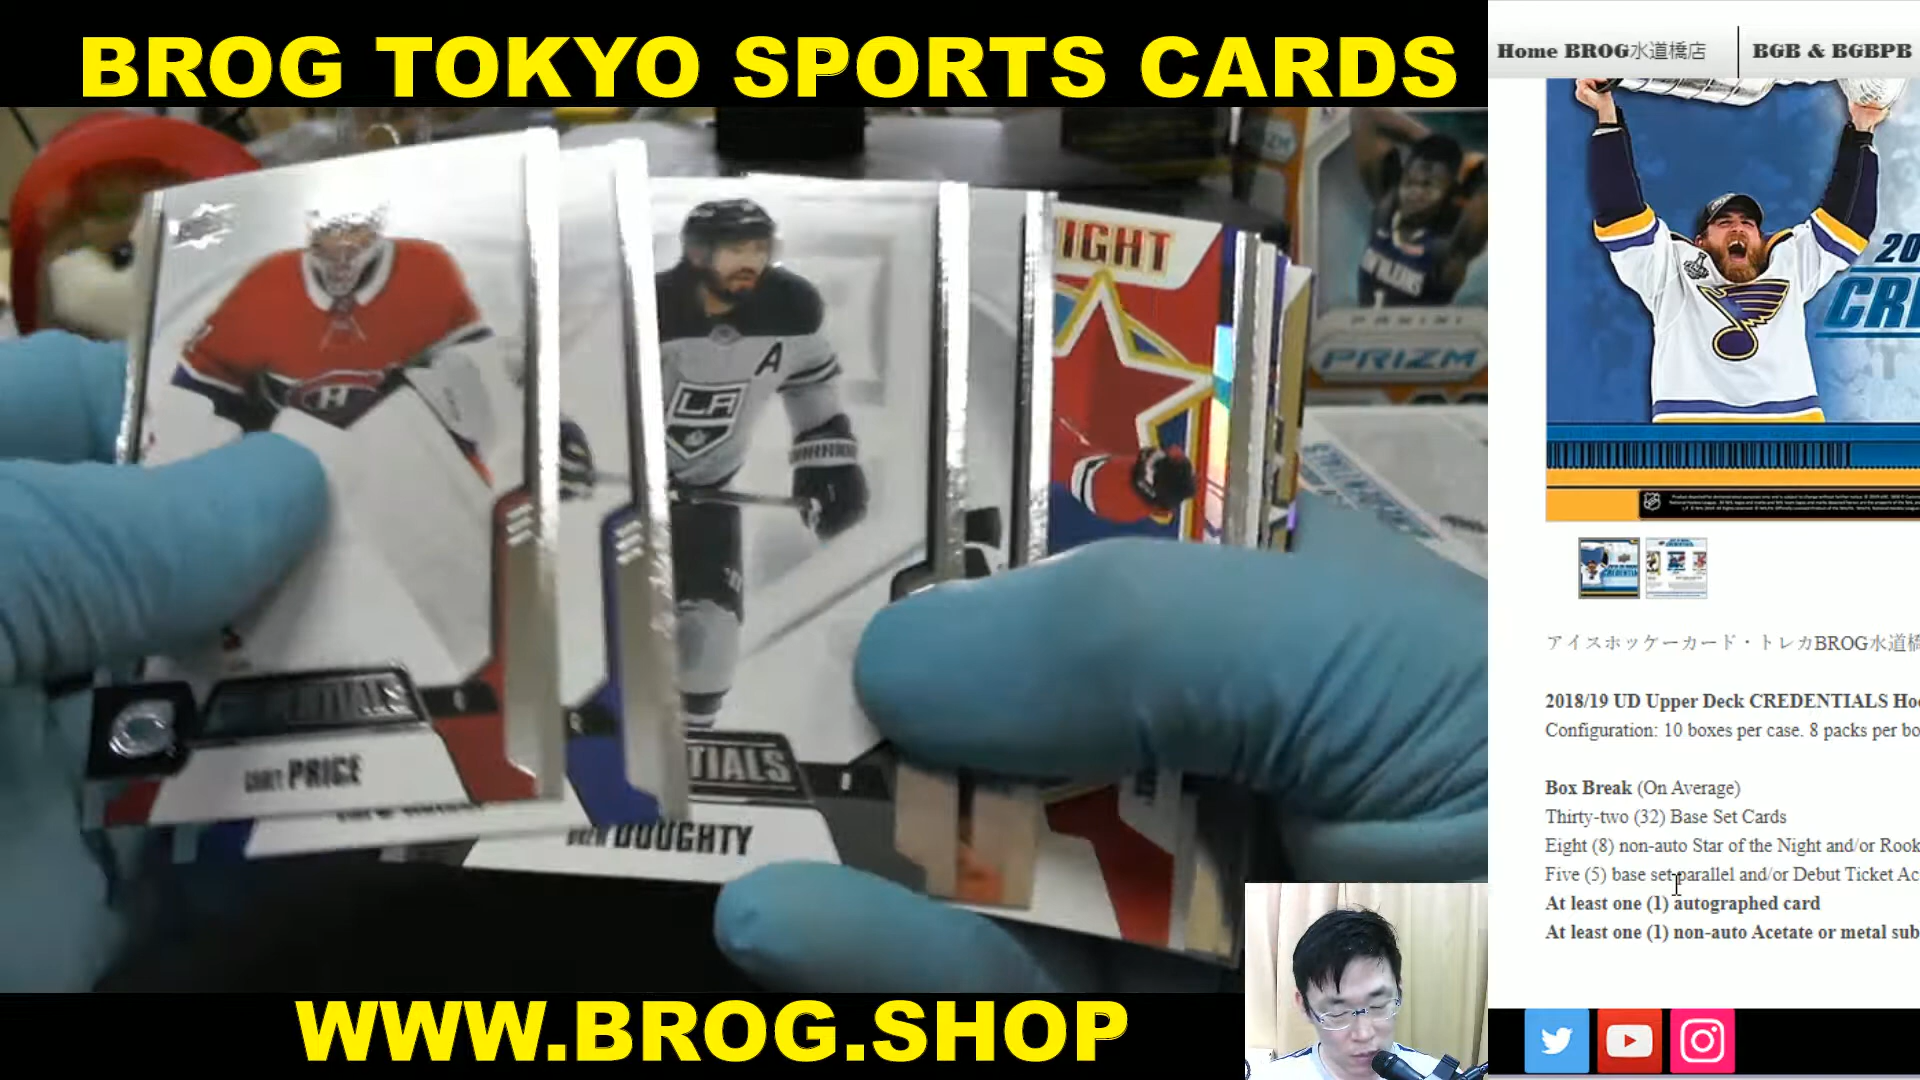 BROG TOKYO SPORTS CARDS
Home BROG水道橋店
BGB & BGBPB
IGHT
A
LA
PANINI
PRIZM
20
CRE
PRICE
TIALS
DOUGHTY
アイスホッケーカード・トレカBROG水道橋
2018/19 UD Upper Deck CREDENTIALS Ho
Configuration: 10 boxes per case. 8 packs per bo
Box Break (On Average)
Thirty-two (32) Base Set Cards
Eight (8) non-auto Star of the Night and/or Rook
Five (5) base set parallel and/or Debut Ticket Ac
At least one (1) autographed card
At least one (1) non-auto Acetate or metal sub
WWW.BROG.SHOP